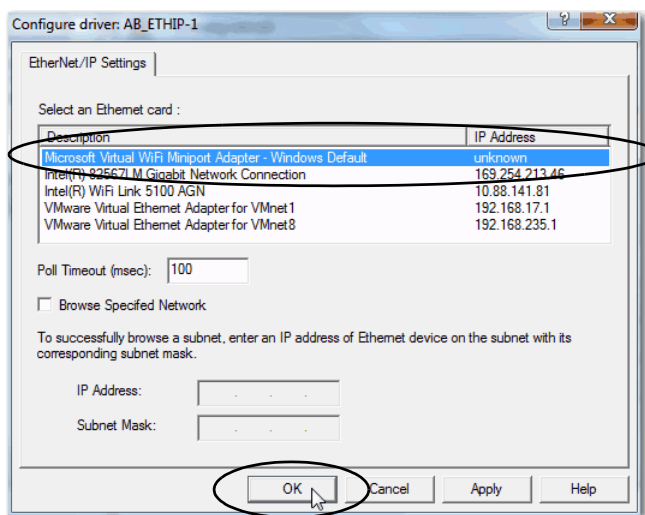 Configure driver: AB_ETHIP-1
EtherNet/IP Settings
Select an Ethernet card :
Description IP Address
Microsoft Virtual WiFi Miniport Adapter - Windows Default unknown
Intel(R) 82567LM Gigabit Network Connection 169.254.213.46
Intel(R) WiFi Link 5100 AGN 10.88.141.81
VMware Virtual Ethernet Adapter for VMnet1 192.168.17.1
VMware Virtual Ethernet Adapter for VMnet8 192.168.235.1
Poll Timeout (msec): 100
Browse Specifed Network
To successfully browse a subnet, enter an IP address of Ethernet device on the subnet with its
corresponding subnet mask.
IP Address:
Subnet Mask:
OK Cancel Apply Help